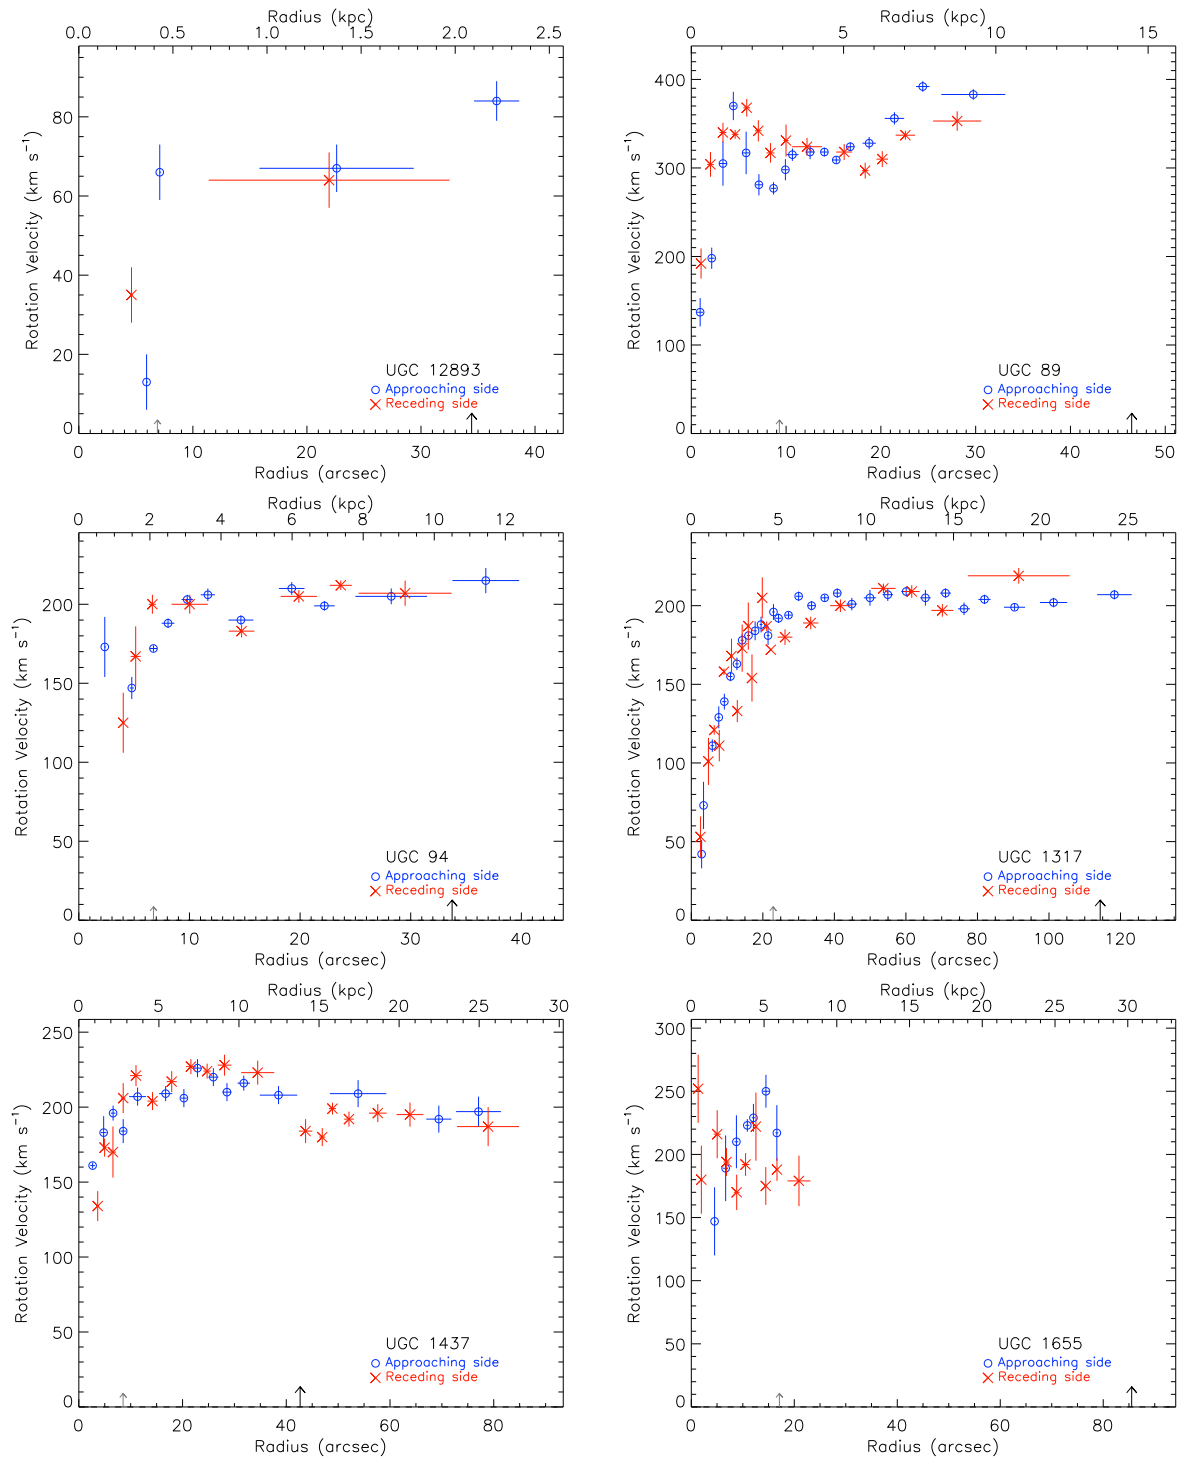 Radius (kpc)
0.0 0.5 1.0 1.5 2.0 2.5
Rotation Velocity (km s⁻¹)
80
60
40
20
0
UGC 12893
Approaching side
Receding side
0 10 20 30 40
Radius (arcsec)
Radius (kpc)
0 5 10 15
Rotation Velocity (km s⁻¹)
400
300
200
100
0
UGC 89
Approaching side
Receding side
0 10 20 30 40 50
Radius (arcsec)
Radius (kpc)
0 2 4 6 8 10 12
Rotation Velocity (km s⁻¹)
200
150
100
50
0
UGC 94
Approaching side
Receding side
0 10 20 30 40
Radius (arcsec)
Radius (kpc)
0 5 10 15 20 25
Rotation Velocity (km s⁻¹)
200
150
100
50
0
UGC 1317
Approaching side
Receding side
0 20 40 60 80 100 120
Radius (arcsec)
Radius (kpc)
0 5 10 15 20 25 30
Rotation Velocity (km s⁻¹)
250
200
150
100
50
0
UGC 1437
Approaching side
Receding side
0 20 40 60 80
Radius (arcsec)
Radius (kpc)
0 5 10 15 20 25 30
Rotation Velocity (km s⁻¹)
300
250
200
150
100
50
0
UGC 1655
Approaching side
Receding side
0 20 40 60 80
Radius (arcsec)